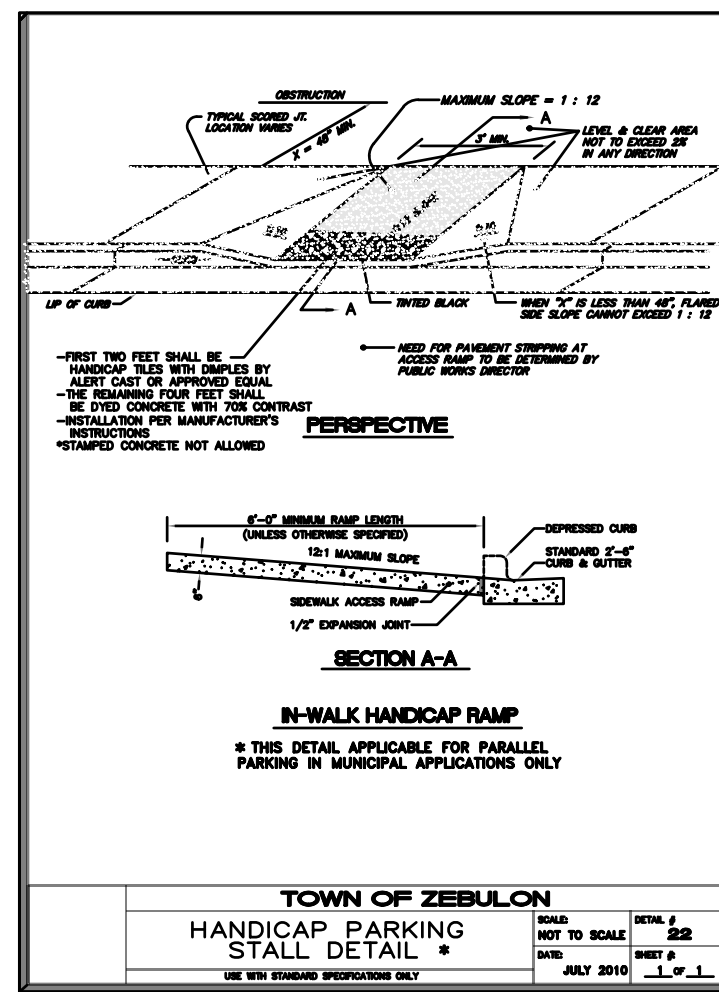 OBSTRUCTION
MAXIMUM SLOPE = 1 : 12
TYPICAL SCORED JT.
LOCATION VARIES
X = 48" MIN.
A
3' MIN.
LEVEL & CLEAR AREA
NOT TO EXCEED 2%
IN ANY DIRECTION
LIP OF CURB
A
TINTED BLACK
WHEN "X" IS LESS THAN 48", FLARED
SIDE SLOPE CANNOT EXCEED 1 : 12
-FIRST TWO FEET SHALL BE
HANDICAP TILES WITH DIMPLES BY
ALERT CAST OR APPROVED EQUAL
-THE REMAINING FOUR FEET SHALL
BE DYED CONCRETE WITH 70% CONTRAST
-INSTALLATION PER MANUFACTURER'S
INSTRUCTIONS
*STAMPED CONCRETE NOT ALLOWED
NEED FOR PAVEMENT STRIPPING AT
ACCESS RAMP TO BE DETERMINED BY
PUBLIC WORKS DIRECTOR
PERSPECTIVE
6'-0" MINIMUM RAMP LENGTH
(UNLESS OTHERWISE SPECIFIED)
12:1 MAXIMUM SLOPE
DEPRESSED CURB
STANDARD 2'-6"
CURB & GUTTER
6"
SIDEWALK ACCESS RAMP
1/2" EXPANSION JOINT
SECTION A-A
IN-WALK HANDICAP RAMP
* THIS DETAIL APPLICABLE FOR PARALLEL
PARKING IN MUNICIPAL APPLICATIONS ONLY
TOWN OF ZEBULON
HANDICAP PARKING
STALL DETAIL *
USE WITH STANDARD SPECIFICATIONS ONLY
SCALE:
NOT TO SCALE
DETAIL #
22
DATE:
JULY 2010
SHEET #:
1 OF 1